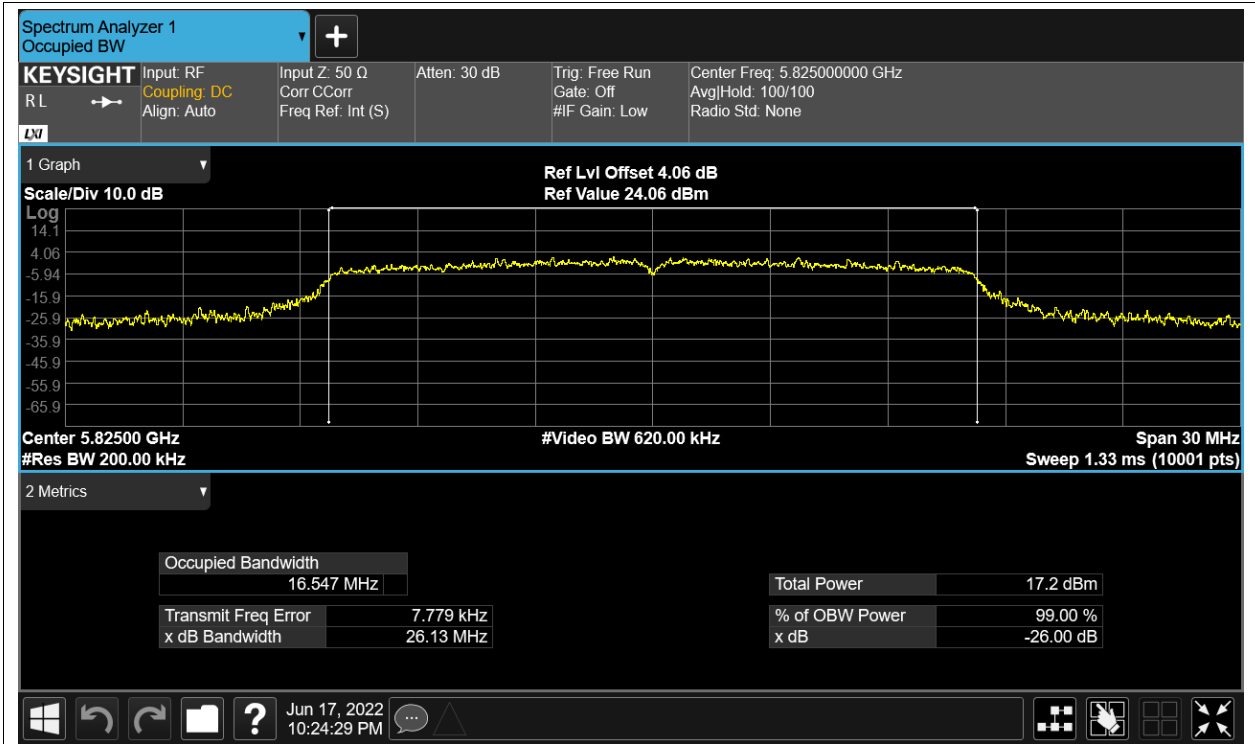 Spectrum Analyzer 1
Occupied BW
KEYSIGHT
R L
LXI
Input: RF
Coupling: DC
Align: Auto
Input Z: 50 Ω
Corr CCorr
Freq Ref: Int (S)
Atten: 30 dB
Trig: Free Run
Gate: Off
#IF Gain: Low
Center Freq: 5.825000000 GHz
Avg|Hold: 100/100
Radio Std: None
1 Graph
Scale/Div 10.0 dB
Ref Lvl Offset 4.06 dB
Ref Value 24.06 dBm
Log
14.1
4.06
-5.94
-15.9
-25.9
-35.9
-45.9
-55.9
-65.9
Center 5.82500 GHz
#Res BW 200.00 kHz
#Video BW 620.00 kHz
Span 30 MHz
Sweep 1.33 ms (10001 pts)
2 Metrics
Occupied Bandwidth
16.547 MHz
Transmit Freq Error 7.779 kHz
x dB Bandwidth 26.13 MHz
Total Power 17.2 dBm
% of OBW Power 99.00 %
x dB -26.00 dB
?
Jun 17, 2022
10:24:29 PM